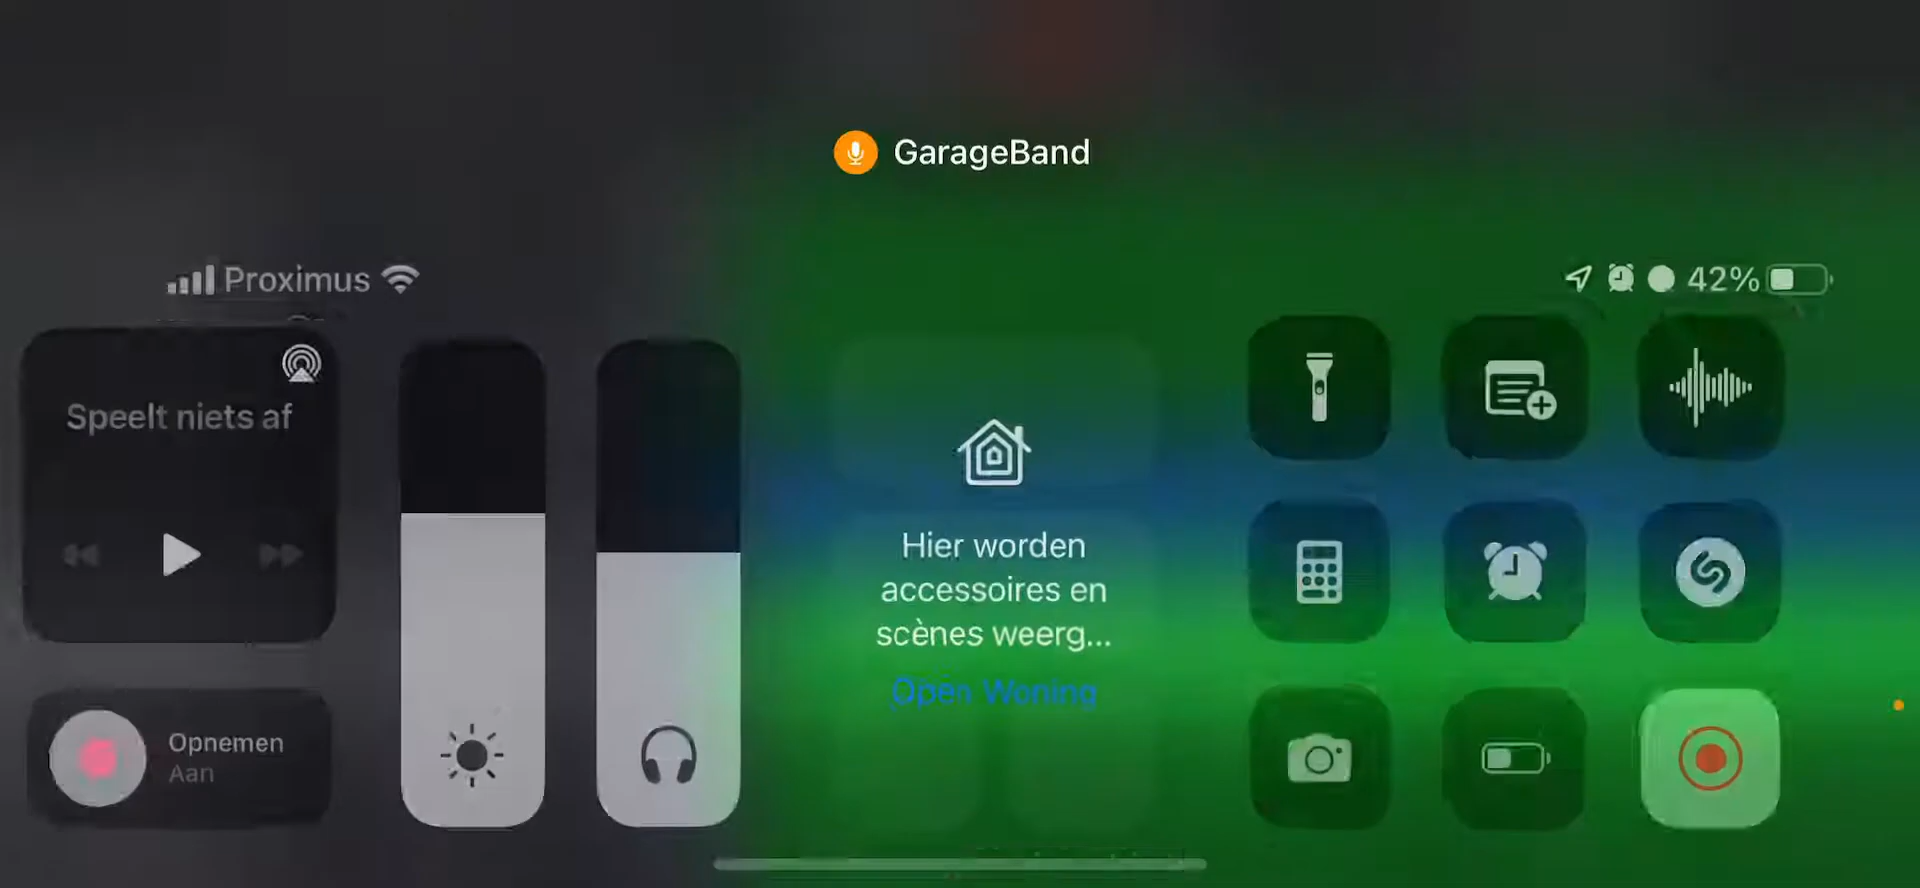 GarageBand
Proximus
42%
Speelt niets af
Hier worden
accessoires en
scènes weerg...
Open Woning
Opnemen
Aan